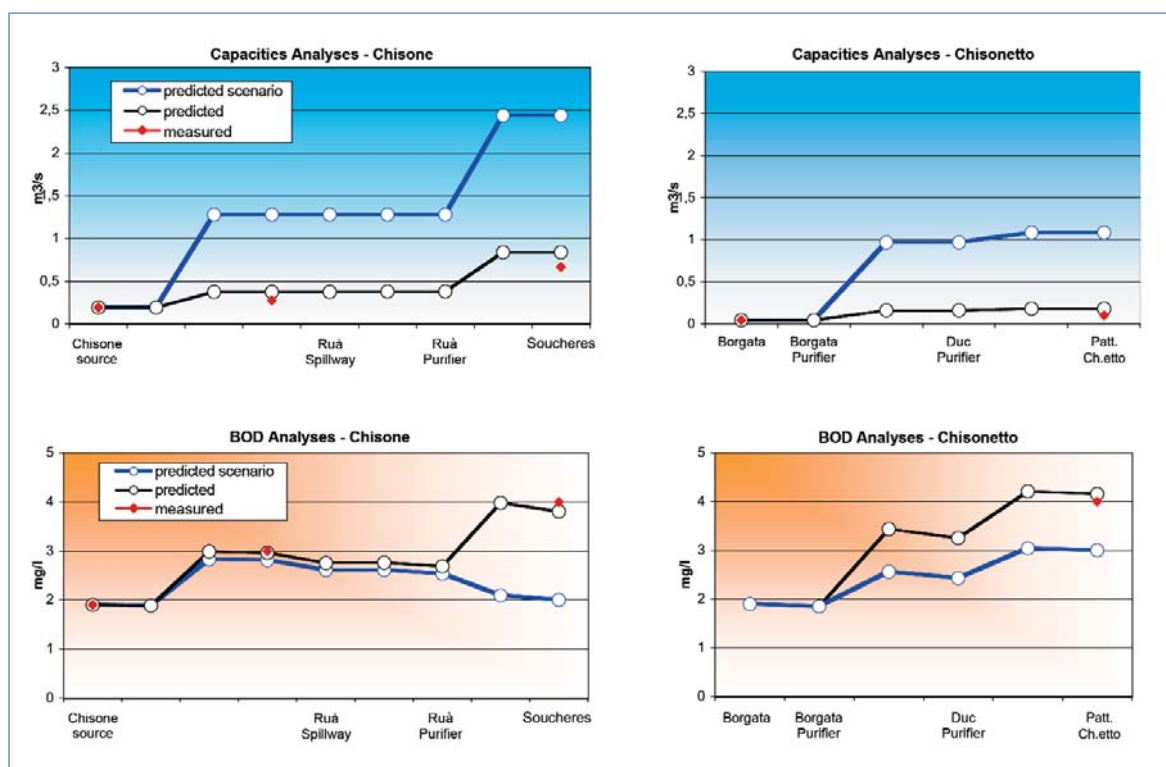 Capacities Analyses - Chisone
3
2,5
2
1,5
1
0,5
0
m3/s
predicted scenario
predicted
measured
Chisone
source
Ruá
Spillway
Ruà
Purifier
Soucheres
Capacities Analyses - Chisonetto
3
2,5
2
1,5
1
0,5
0
m3/s
Borgata
Borgata
Purifier
Duc
Purifier
Patt.
Ch.etto
BOD Analyses - Chisone
5
4
3
2
1
0
mg/l
predicted scenario
predicted
measured
Chisone
source
Ruá
Spillway
Ruà
Purifier
Soucheres
BOD Analyses - Chisonetto
5
4
3
2
1
0
mg/l
Borgata
Borgata
Purifier
Duc
Purifier
Patt.
Ch.etto